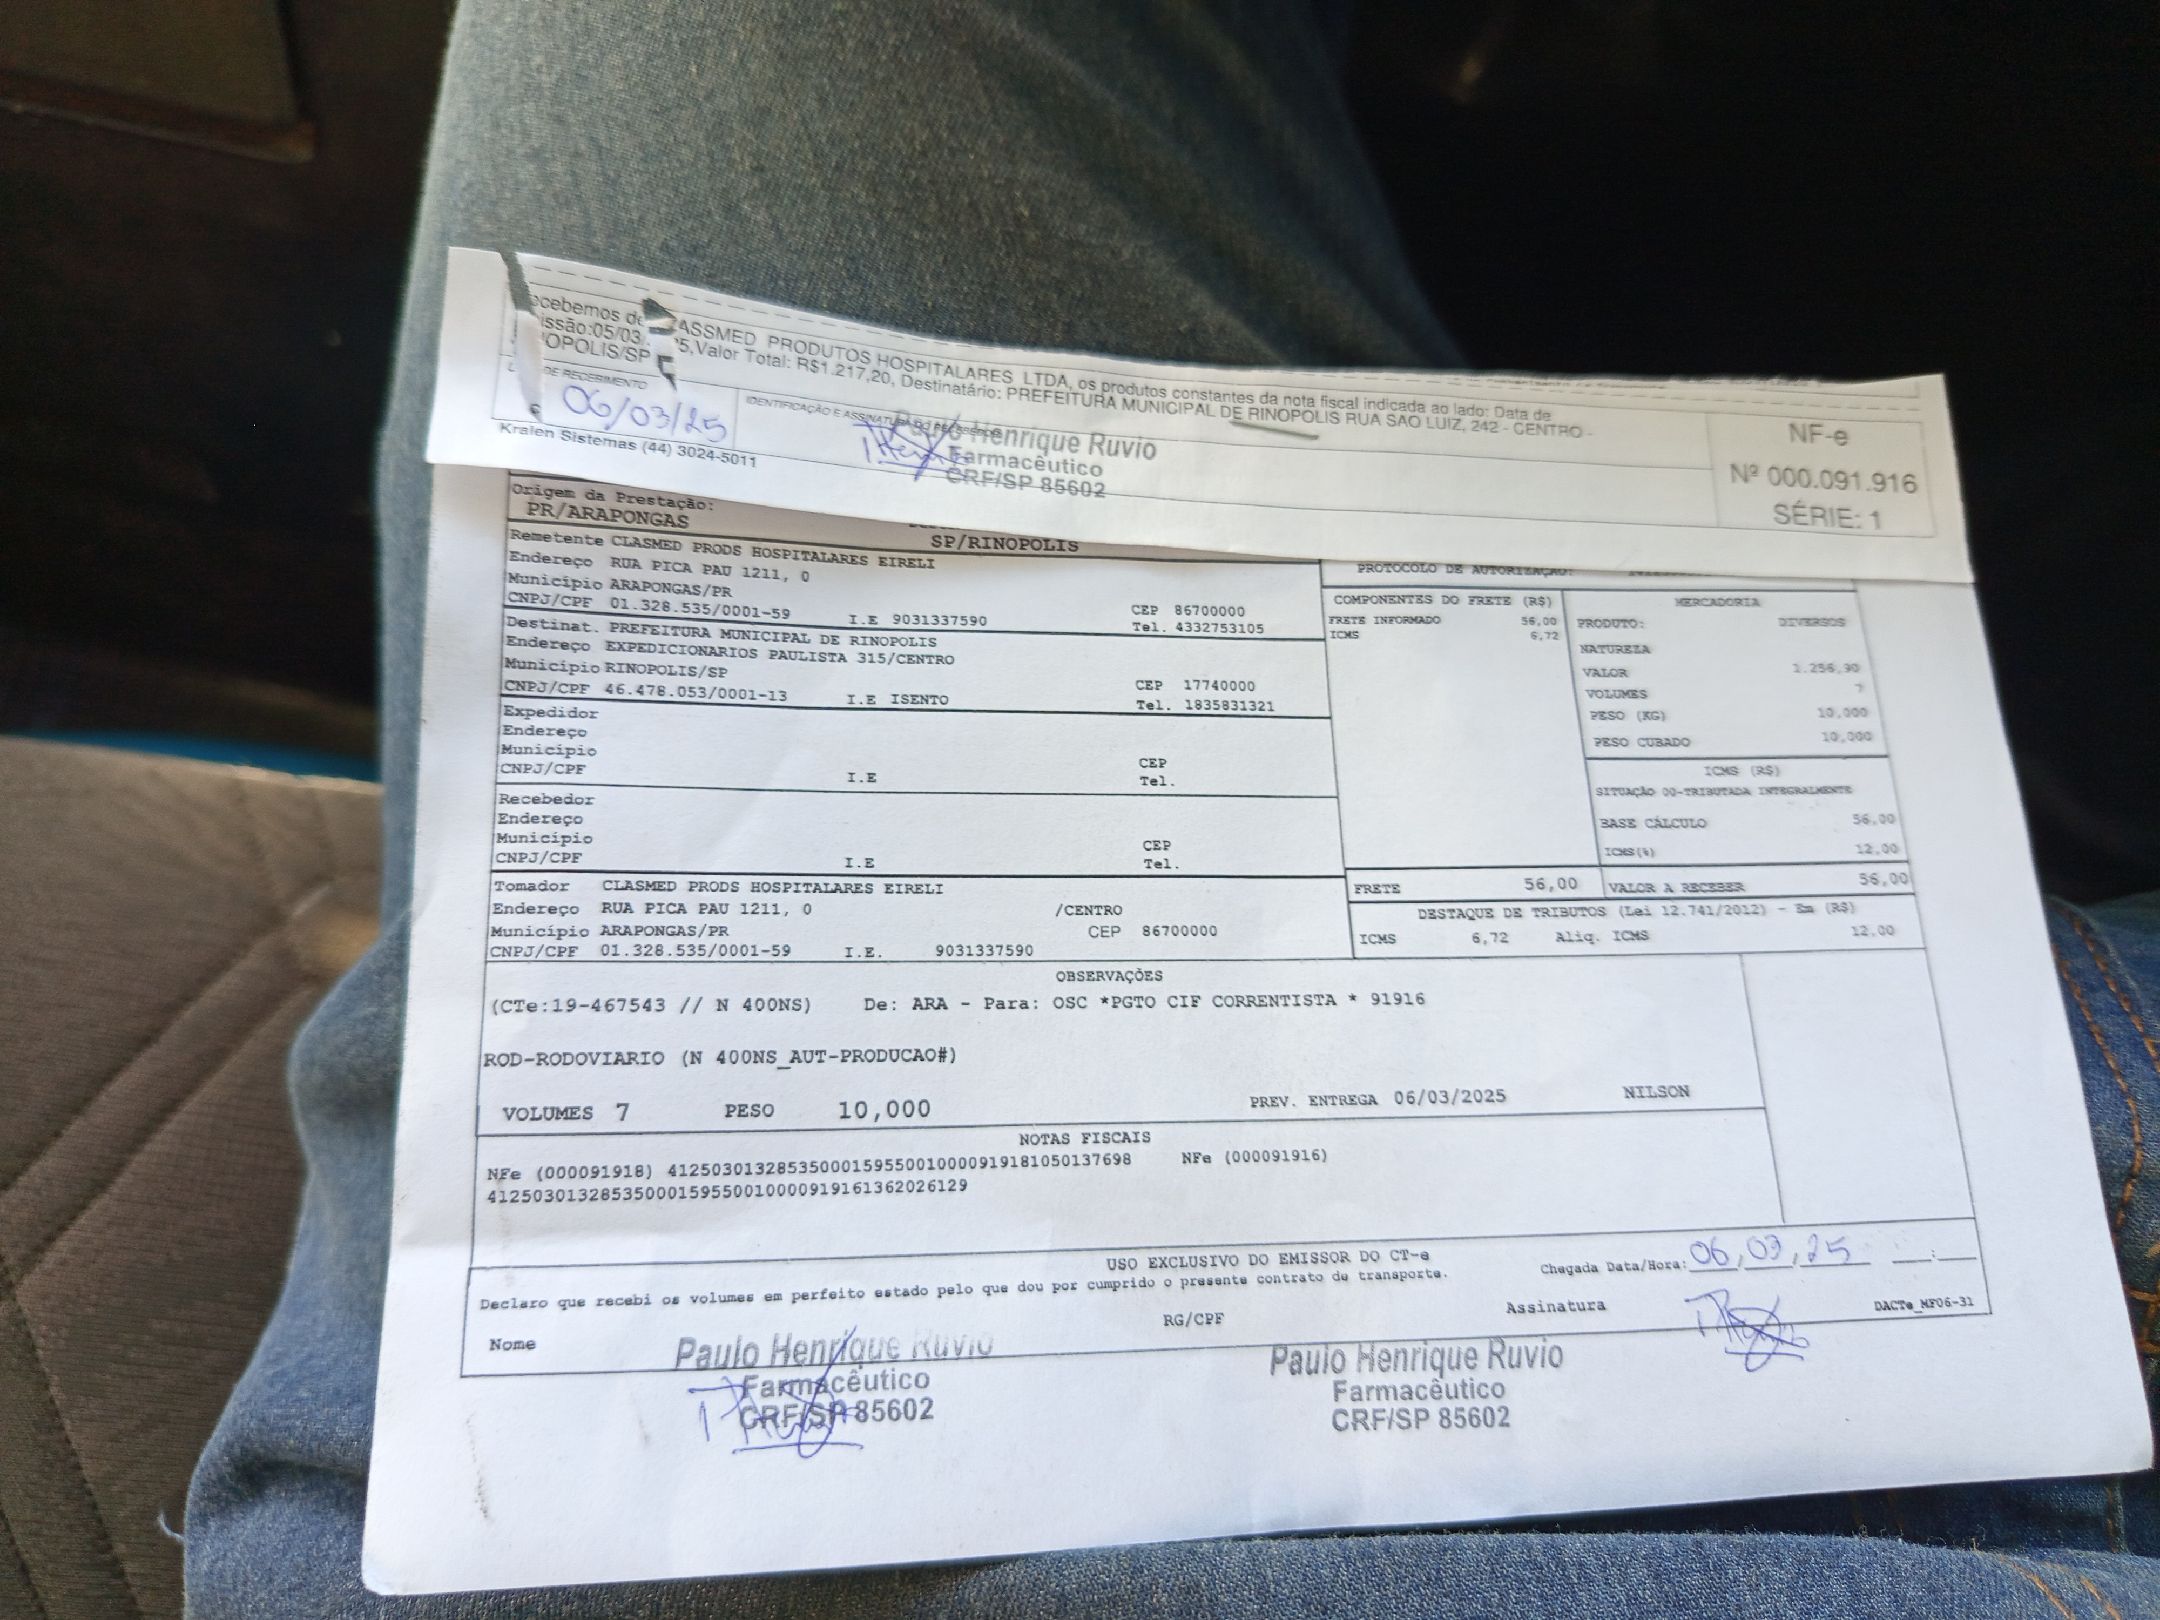 ecebemos de ASSMED PRODUTOS HOSPITALARES LTDA, os produtos constantes da nota fiscal indicada ao lado: Data de
issão:05/03 5,Valor Total: R$1.217,20, Destinatário: PREFEITURA MUNICIPAL DE RINOPOLIS RUA SAO LUIZ, 242 - CENTRO -
OPOLIS/SP
DE RECEBIMENTO
06/03/25
IDENTIFICAÇÃO E ASSINATURA DO
Paulo Henrique Ruvio
Farmacêutico
CRF/SP 85602
Kralen Sistemas (44) 3024-5011
NF-e
Nº 000.091.916
SÉRIE: 1
Origem da Prestação:
PR/ARAPONGAS
SP/RINOPOLIS
Remetente CLASMED PRODS HOSPITALARES EIRELI
Endereço RUA PICA PAU 1211, 0
Município ARAPONGAS/PR
CEP 86700000
CNPJ/CPF 01.328.535/0001-59 I.E 9031337590 Tel. 4332753105
Destinat. PREFEITURA MUNICIPAL DE RINOPOLIS
Endereço EXPEDICIONARIOS PAULISTA 315/CENTRO
Município RINOPOLIS/SP CEP 17740000
CNPJ/CPF 46.478.053/0001-13 I.E ISENTO Tel. 1835831321
Expedidor
Endereço
Município CEP
CNPJ/CPF I.E Tel.
Recebedor
Endereço
Município CEP
CNPJ/CPF I.E Tel.
Tomador CLASMED PRODS HOSPITALARES EIRELI
Endereço RUA PICA PAU 1211, 0 /CENTRO
Município ARAPONGAS/PR CEP 86700000
CNPJ/CPF 01.328.535/0001-59 I.E. 9031337590
PROTOCOLO DE AUTORIZAÇÃO:
COMPONENTES DO FRETE (R$)
FRETE INFORMADO 56,00
ICMS 6,72
MERCADORIA
PRODUTO: DIVERSOS
NATUREZA
VALOR 1.256,90
VOLUMES 7
PESO (KG) 10,000
PESO CUBADO 10,000
ICMS (R$)
SITUAÇÃO 00-TRIBUTADA INTEGRALMENTE
BASE CÁLCULO 56,00
ICMS(%) 12,00
FRETE 56,00 VALOR A RECEBER 56,00
DESTAQUE DE TRIBUTOS (Lei 12.741/2012) - Em (R$)
ICMS 6,72 Aliq. ICMS 12,00
OBSERVAÇÕES
(CTe:19-467543 // N 400NS) De: ARA - Para: OSC *PGTO CIF CORRENTISTA * 91916
ROD-RODOVIARIO (N 400NS_AUT-PRODUCAO#)
VOLUMES 7 PESO 10,000 PREV. ENTREGA 06/03/2025 NILSON
NOTAS FISCAIS
NFe (000091918) 41250301328535000159550010000919181050137698 NFe (000091916)
41250301328535000159550010000919161362026129
USO EXCLUSIVO DO EMISSOR DO CT-e
Declaro que recebi os volumes em perfeito estado pelo que dou por cumprido o presente contrato de transporte.
Chegada Data/Hora: 06, 03, 25 :
Nome RG/CPF Assinatura DACTe_MF06-31
Paulo Henrique Ruvio
Farmacêutico
CRF/SP 85602
Paulo Henrique Ruvio
Farmacêutico
CRF/SP 85602